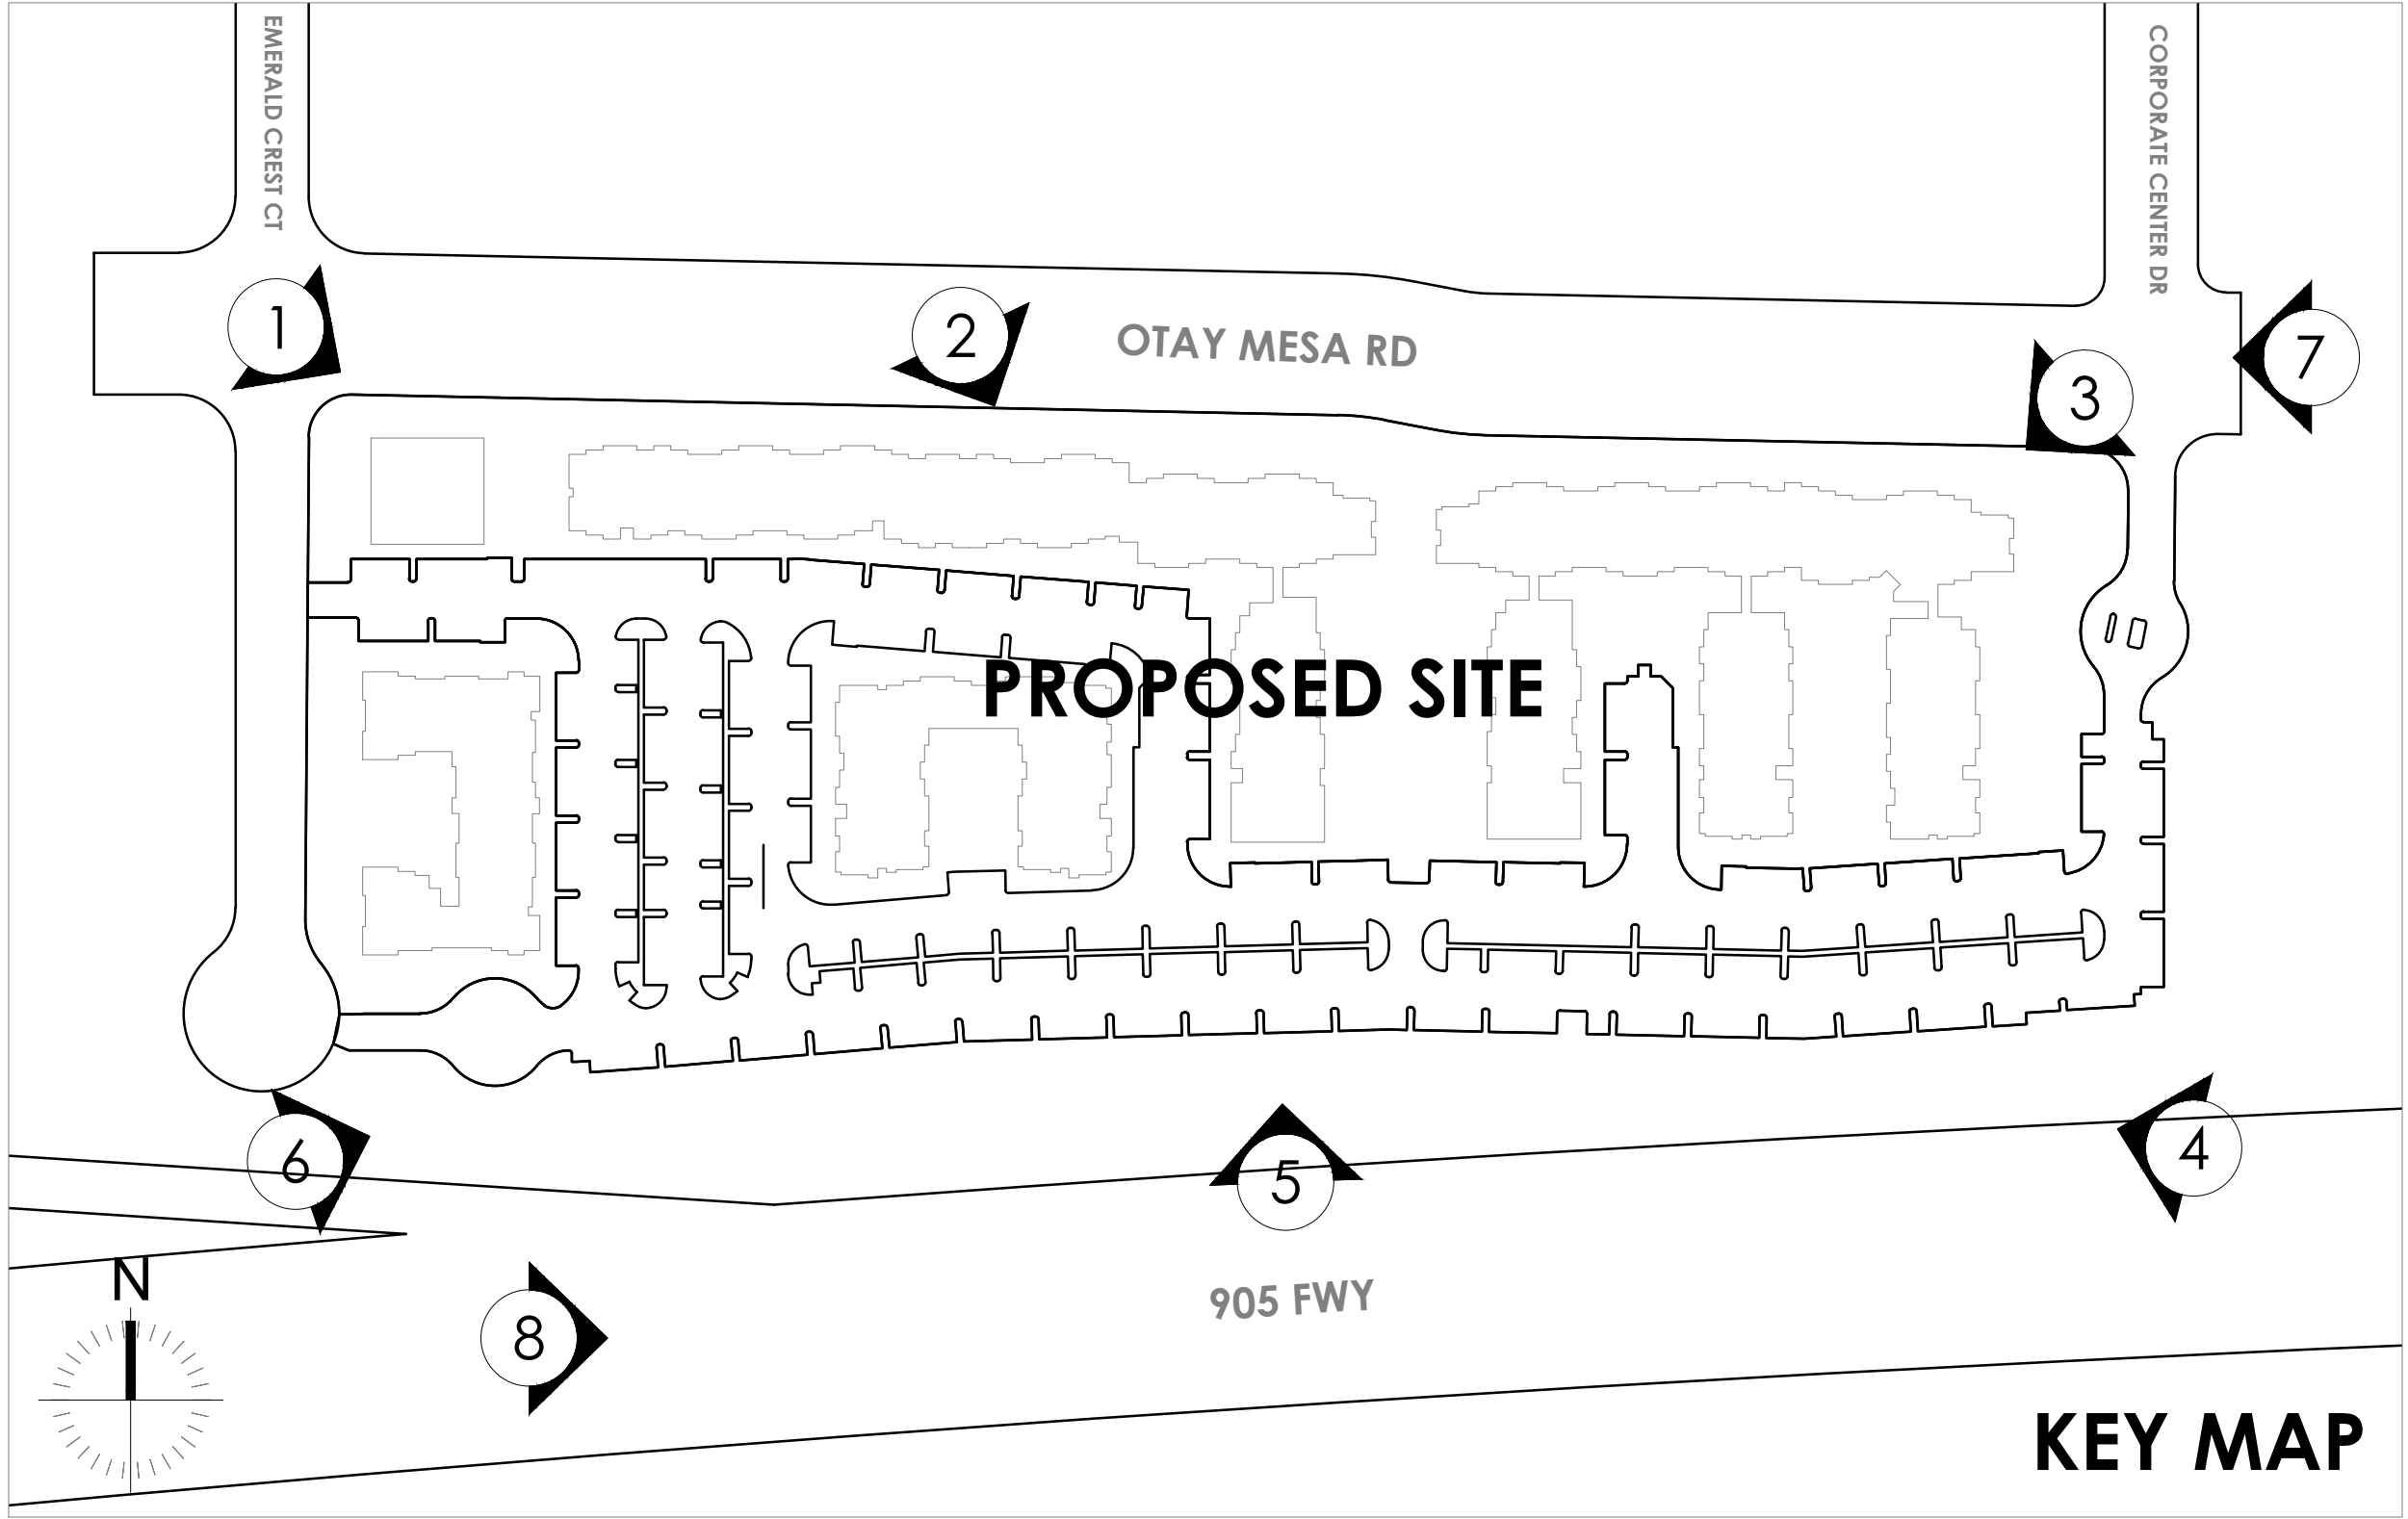 EMERALD CREST CT
CORPORATE CENTER DR
1
2
OTAY MESA RD
3
7
PROPOSED SITE
6
5
4
N
8
905 FWY
KEY MAP